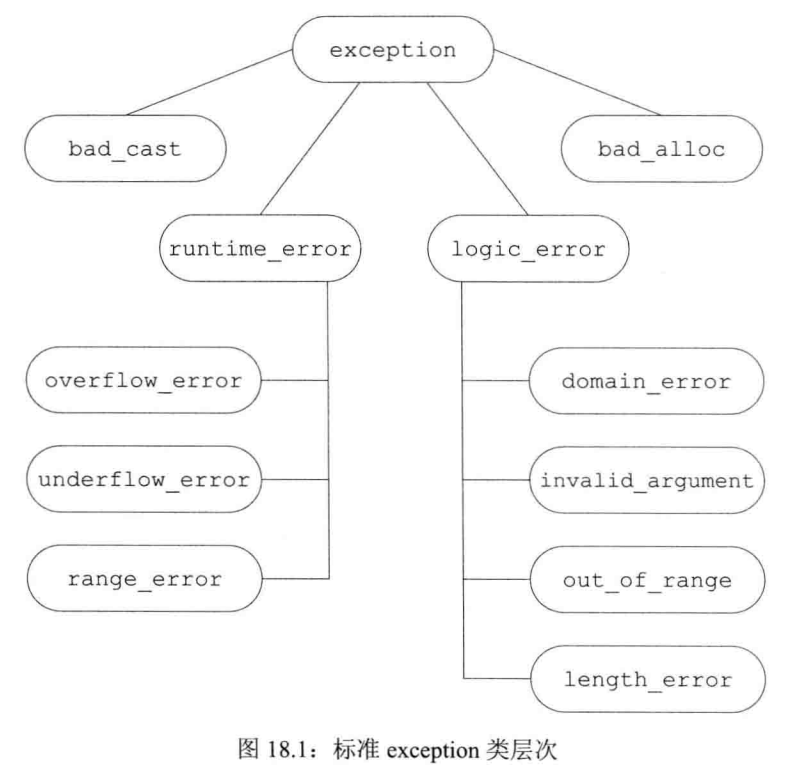 exception
bad_cast
bad_alloc
runtime_error
logic_error
overflow_error
domain_error
underflow_error
invalid_argument
range_error
out_of_range
length_error
图 18.1：标准 exception 类层次